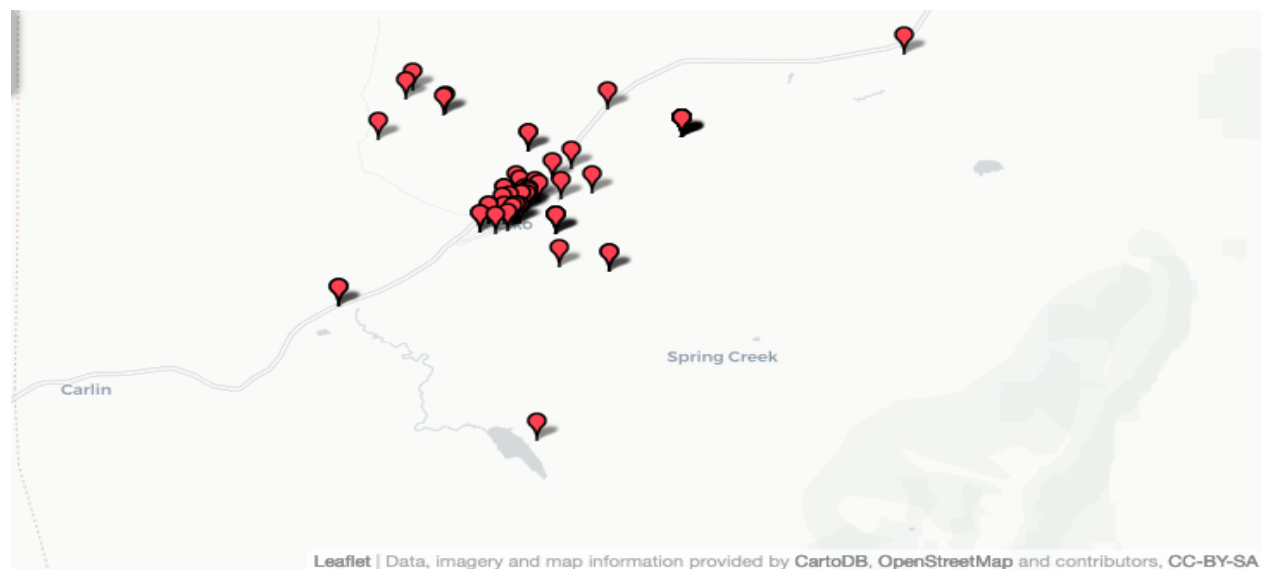 Spring Creek
Carlin
Leaflet | Data, imagery and map information provided by CartoDB, OpenStreetMap and contributors, CC-BY-SA